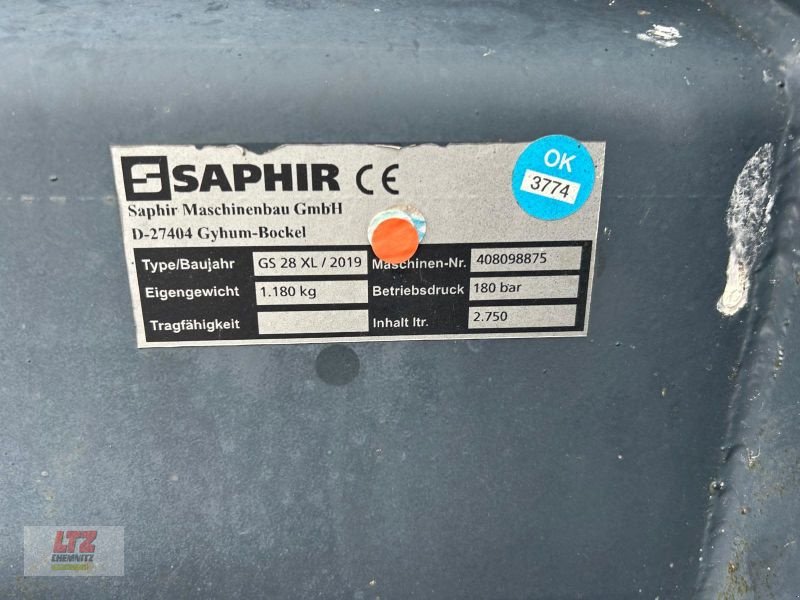 SAPHIR CE
Saphir Maschinenbau GmbH
D-27404 Gyhum-Bockel
OK
3774
Type/Baujahr GS 28 XL / 2019 Maschinen-Nr. 408098875
Eigengewicht 1.180 kg Betriebsdruck 180 bar
Tragfähigkeit Inhalt ltr. 2.750
LTZ
CHEMNITZ